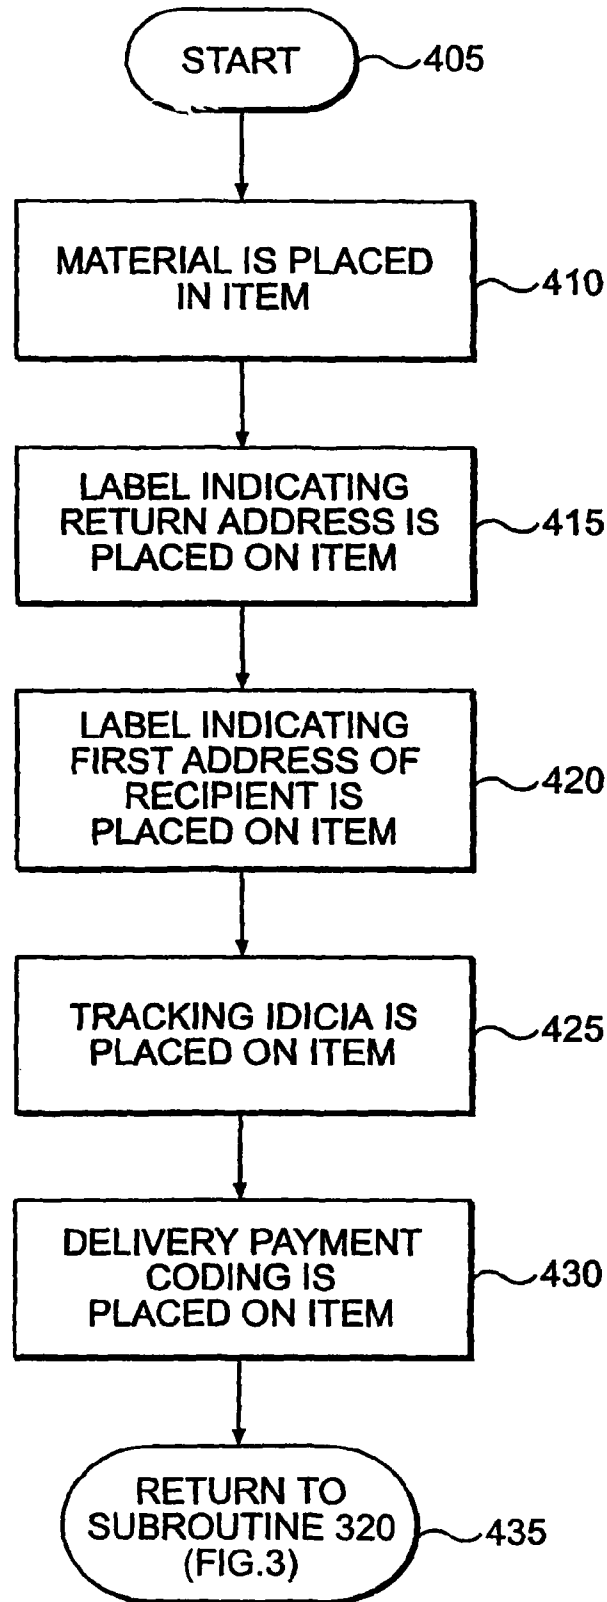 START
405
MATERIAL IS PLACED
IN ITEM
410
LABEL INDICATING
RETURN ADDRESS IS
PLACED ON ITEM
415
LABEL INDICATING
FIRST ADDRESS OF
RECIPIENT IS
PLACED ON ITEM
420
TRACKING IDICIA IS
PLACED ON ITEM
425
DELIVERY PAYMENT
CODING IS
PLACED ON ITEM
430
RETURN TO
SUBROUTINE 320
(FIG.3)
435